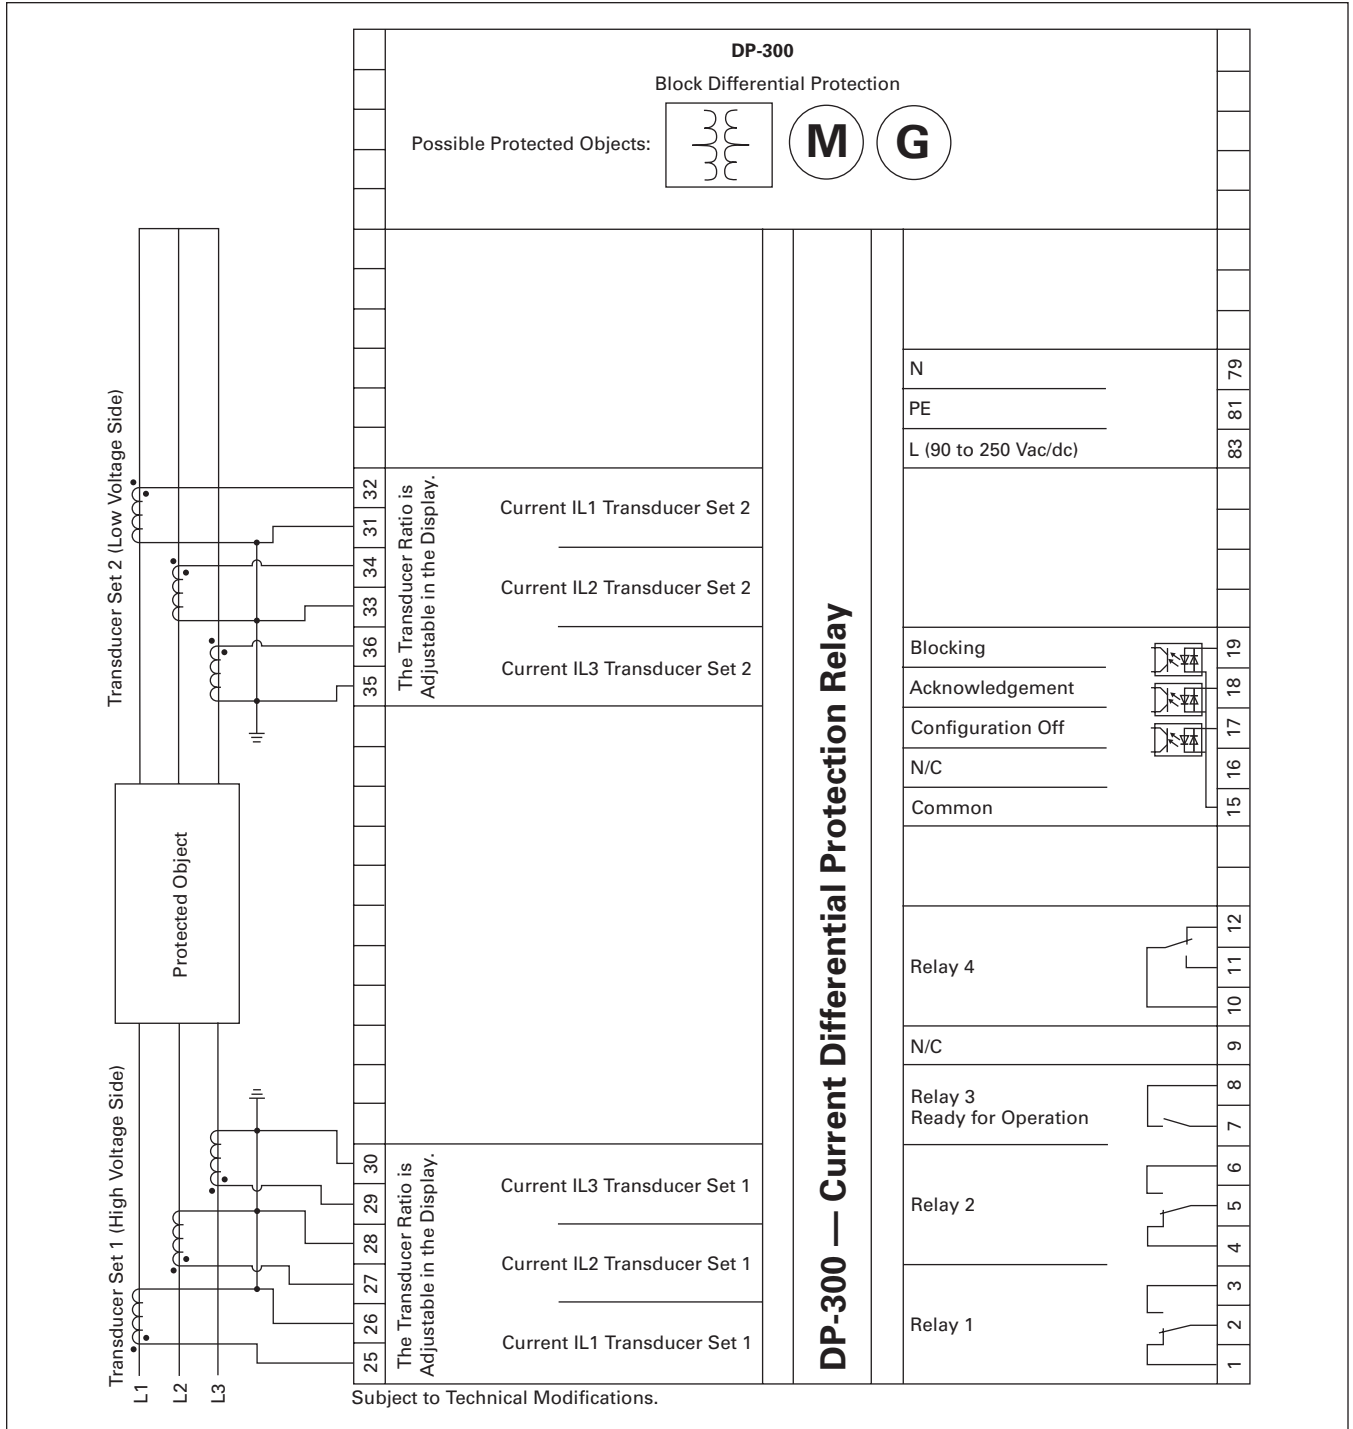 DP-300
Block Differential Protection
Possible Protected Objects:
M
G
Transducer Set 2 (Low Voltage Side)
Protected Object
Transducer Set 1 (High Voltage Side)
L1
L2
L3
32
31
34
33
36
35
30
29
28
27
26
25
The Transducer Ratio is
Adjustable in the Display.
Current IL1 Transducer Set 2
Current IL2 Transducer Set 2
Current IL3 Transducer Set 2
The Transducer Ratio is
Adjustable in the Display.
Current IL3 Transducer Set 1
Current IL2 Transducer Set 1
Current IL1 Transducer Set 1
DP-300 — Current Differential Protection Relay
N
79
PE
81
L (90 to 250 Vac/dc)
83
Blocking
19
Acknowledgement
18
Configuration Off
17
N/C
16
Common
15
Relay 4
12
11
10
N/C
9
Relay 3
Ready for Operation
8
7
Relay 2
6
5
4
Relay 1
3
2
1
Subject to Technical Modifications.